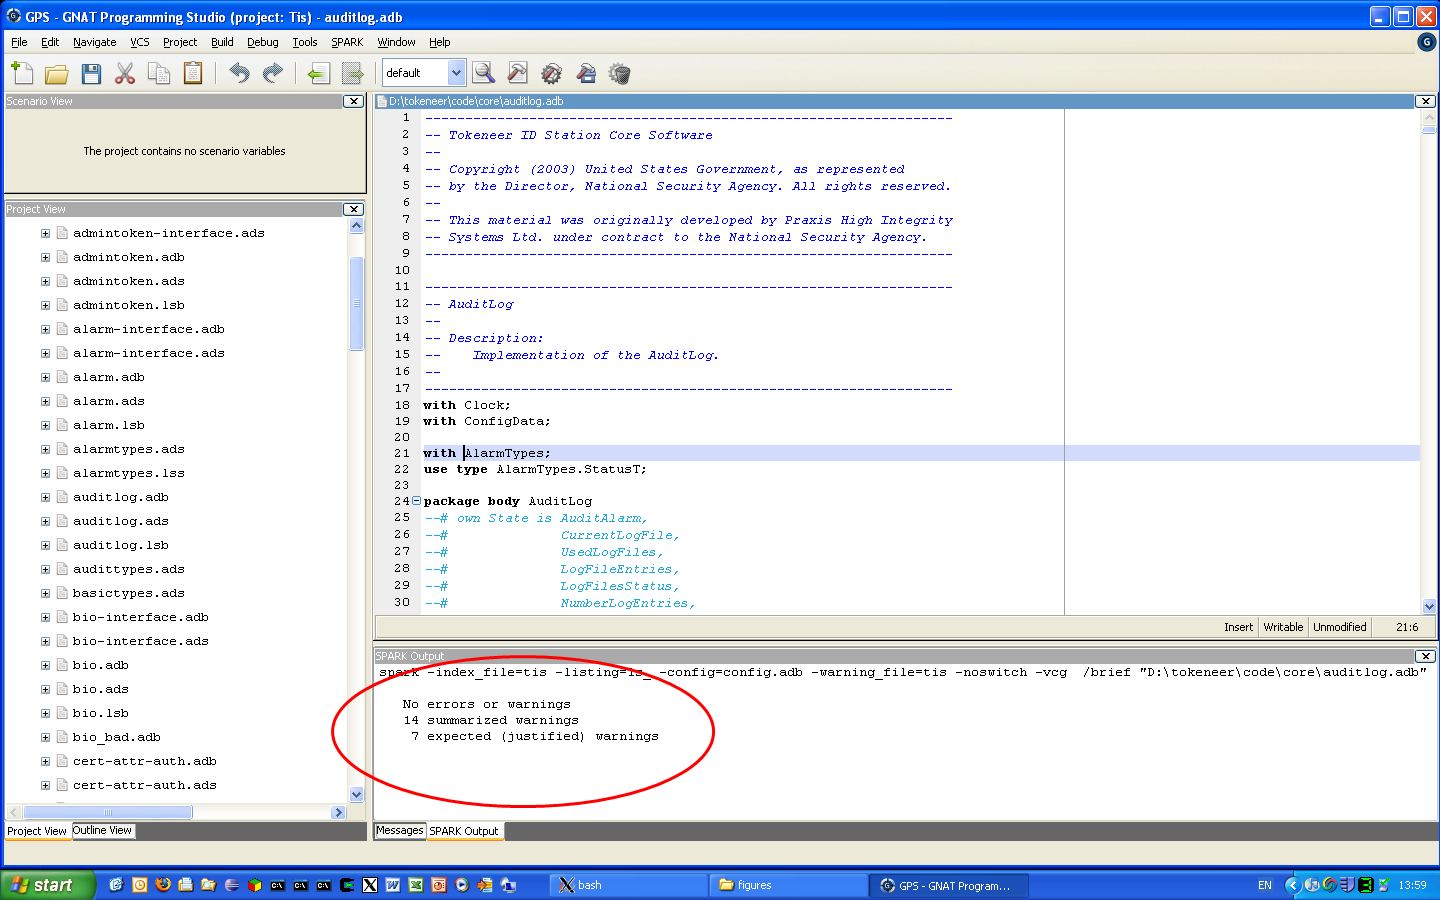 GPS - GNAT Programming Studio (project: Tis) - auditlog.adb
File Edit Navigate VCS Project Build Debug Tools SPARK Window Help
default
Scenario View
The project contains no scenario variables
Project View
admintoken-interface.ads
admintoken.adb
admintoken.ads
admintoken.lsb
alarm-interface.adb
alarm-interface.ads
alarm.adb
alarm.ads
alarm.lsb
alarmtypes.ads
alarmtypes.lss
auditlog.adb
auditlog.ads
auditlog.lsb
audittypes.ads
basictypes.ads
bio-interface.adb
bio-interface.ads
bio.adb
bio.ads
bio.lsb
bio_bad.adb
cert-attr-auth.adb
cert-attr-auth.ads
Project View Outline View
D:\tokeneer\code\core\auditlog.adb
1 ------------------------------------------------------------------
2 -- Tokeneer ID Station Core Software
3 --
4 -- Copyright (2003) United States Government, as represented
5 -- by the Director, National Security Agency. All rights reserved.
6 --
7 -- This material was originally developed by Praxis High Integrity
8 -- Systems Ltd. under contract to the National Security Agency.
9 ------------------------------------------------------------------
10
11 ------------------------------------------------------------------
12 -- AuditLog
13 --
14 -- Description:
15 --    Implementation of the AuditLog.
16 --
17 ------------------------------------------------------------------
18 with Clock;
19 with ConfigData;
20
21 with AlarmTypes;
22 use type AlarmTypes.StatusT;
23
24 package body AuditLog
25 --# own State is AuditAlarm,
26 --#              CurrentLogFile,
27 --#              UsedLogFiles,
28 --#              LogFileEntries,
29 --#              LogFilesStatus,
30 --#              NumberLogEntries,
Insert Writable Unmodified 21:6
SPARK Output
spark -index_file=tis -listing=ls_ -config=config.adb -warning_file=tis -noswitch -vcg  /brief "D:\tokeneer\code\core\auditlog.adb"
No errors or warnings
14 summarized warnings
7 expected (justified) warnings
Messages SPARK Output
start bash figures GPS - GNAT Program... EN 13:59